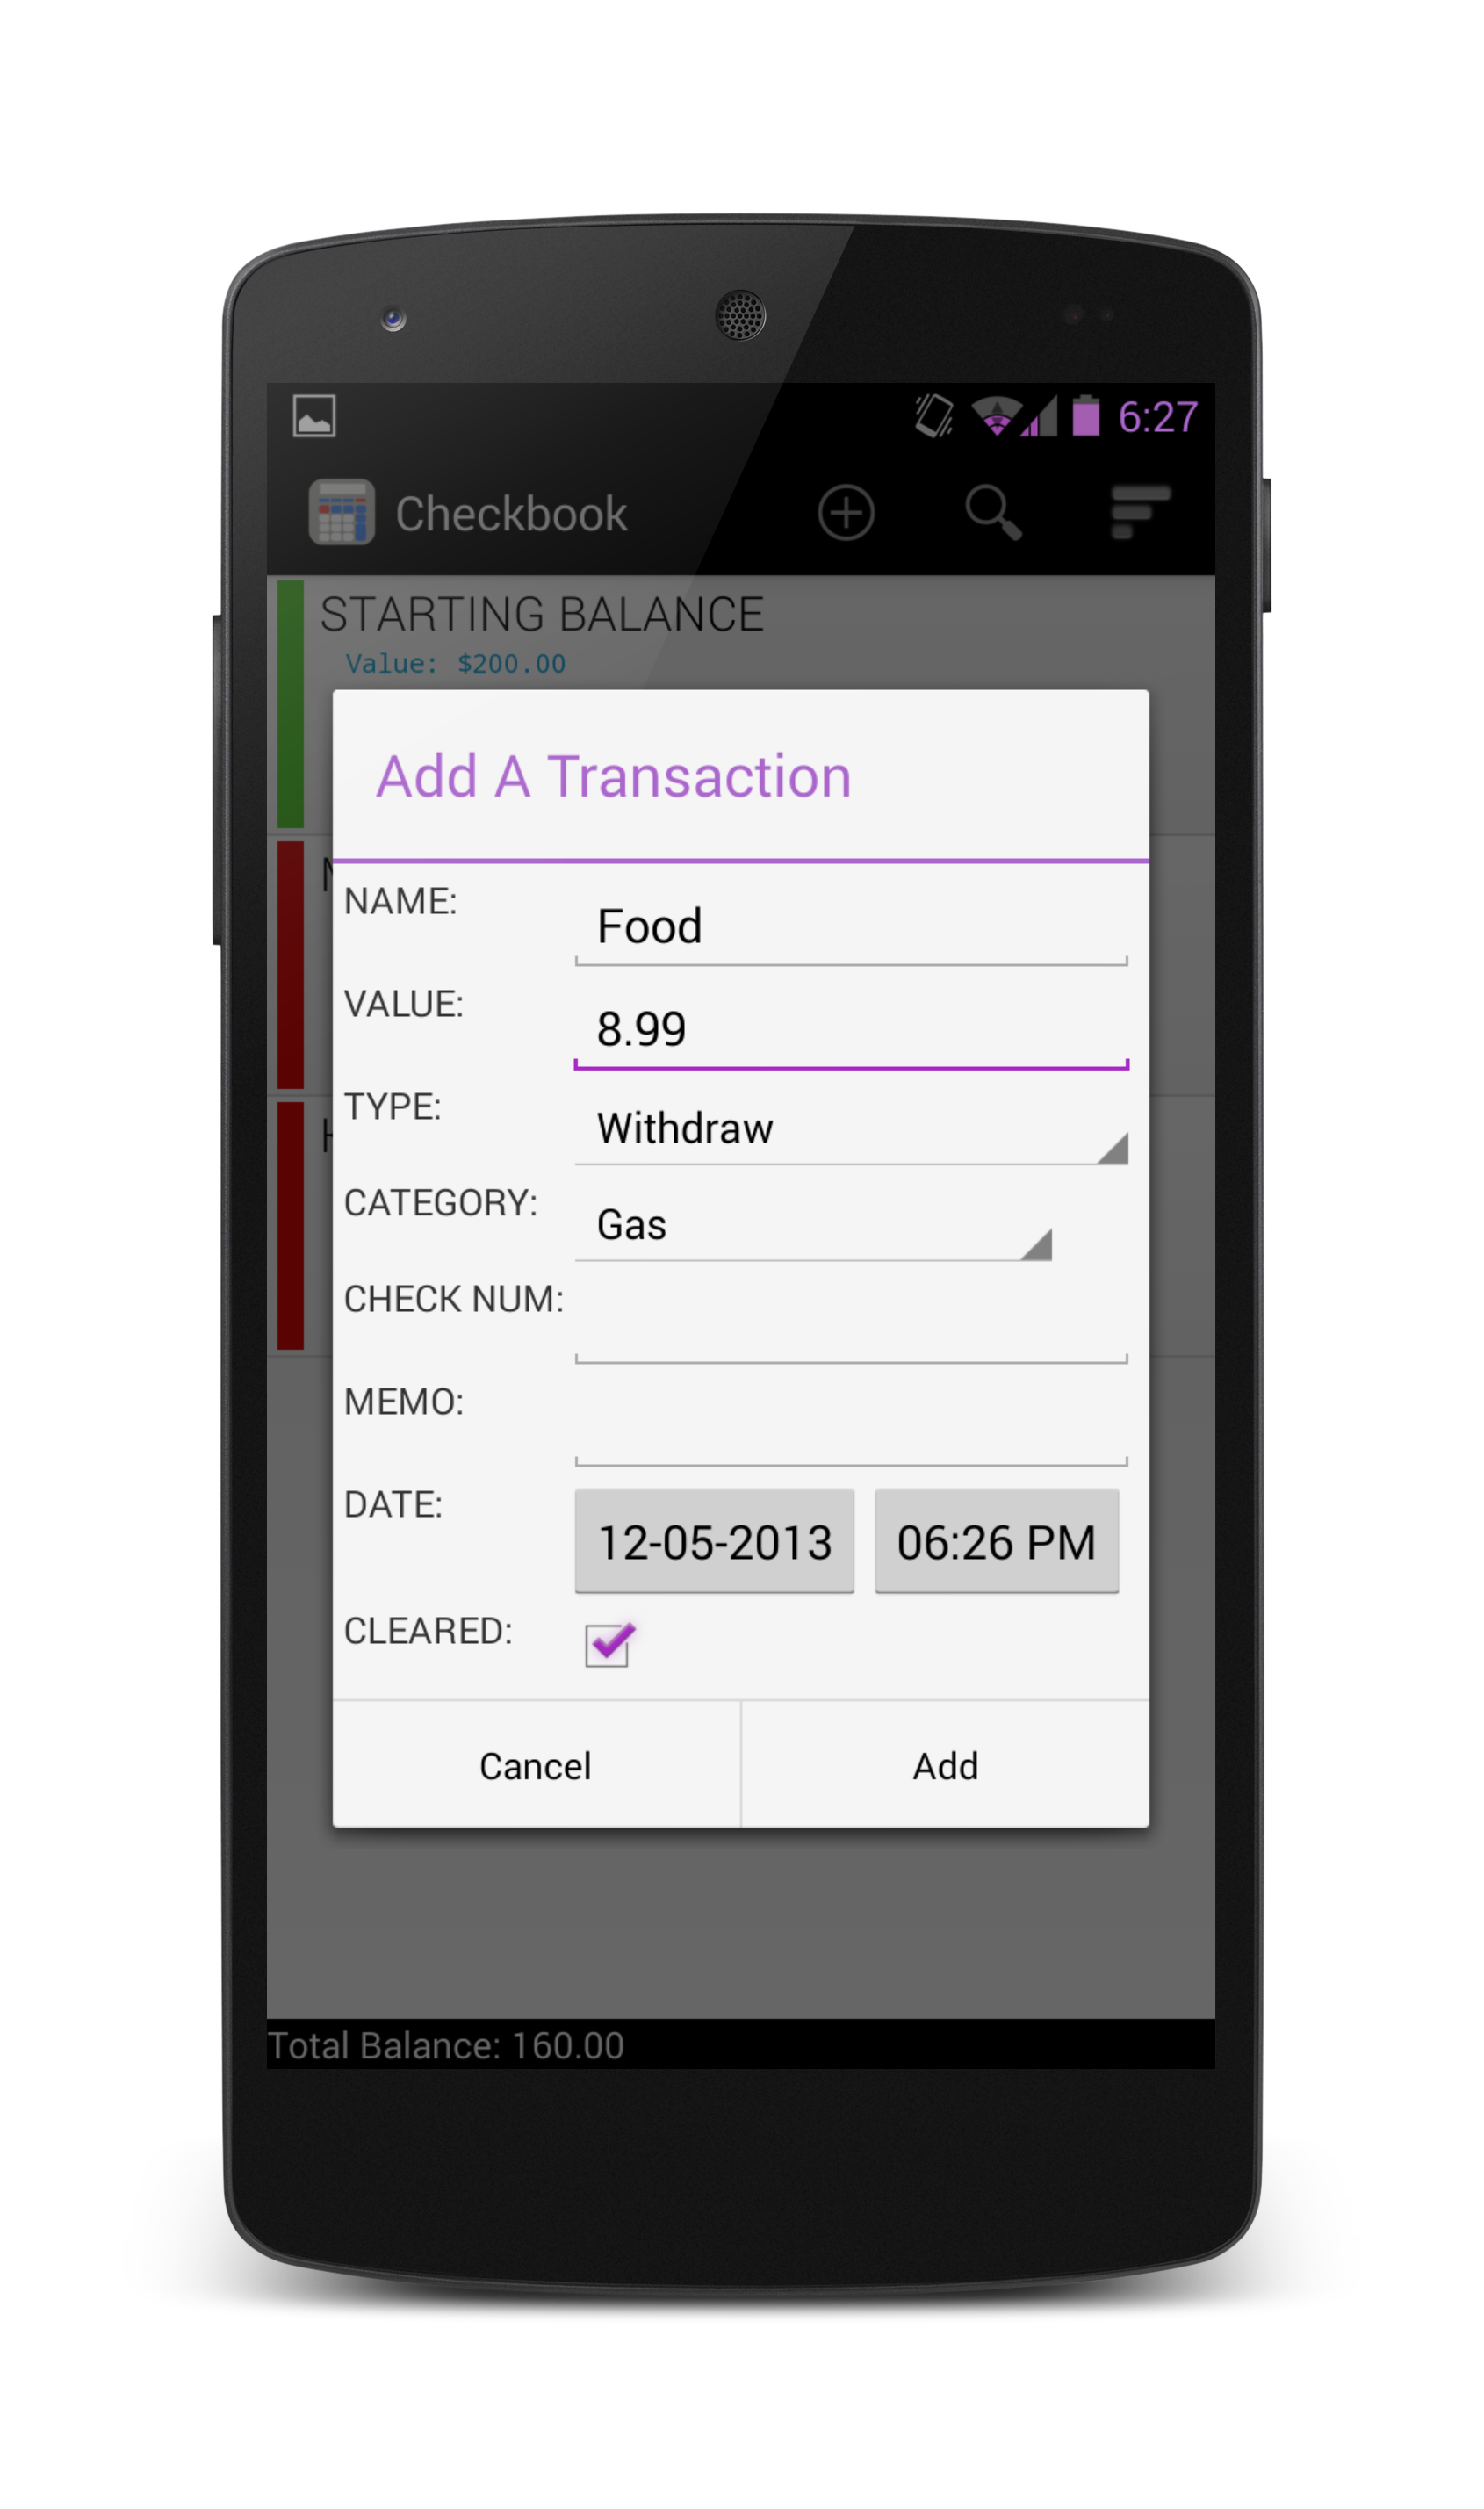 6:27
Checkbook
STARTING BALANCE
Value: $200.00
Add A Transaction
NAME: Food
VALUE: 8.99
TYPE: Withdraw
CATEGORY: Gas
CHECK NUM:
MEMO:
DATE: 12-05-2013 06:26 PM
CLEARED:
Cancel Add
Total Balance: 160.00